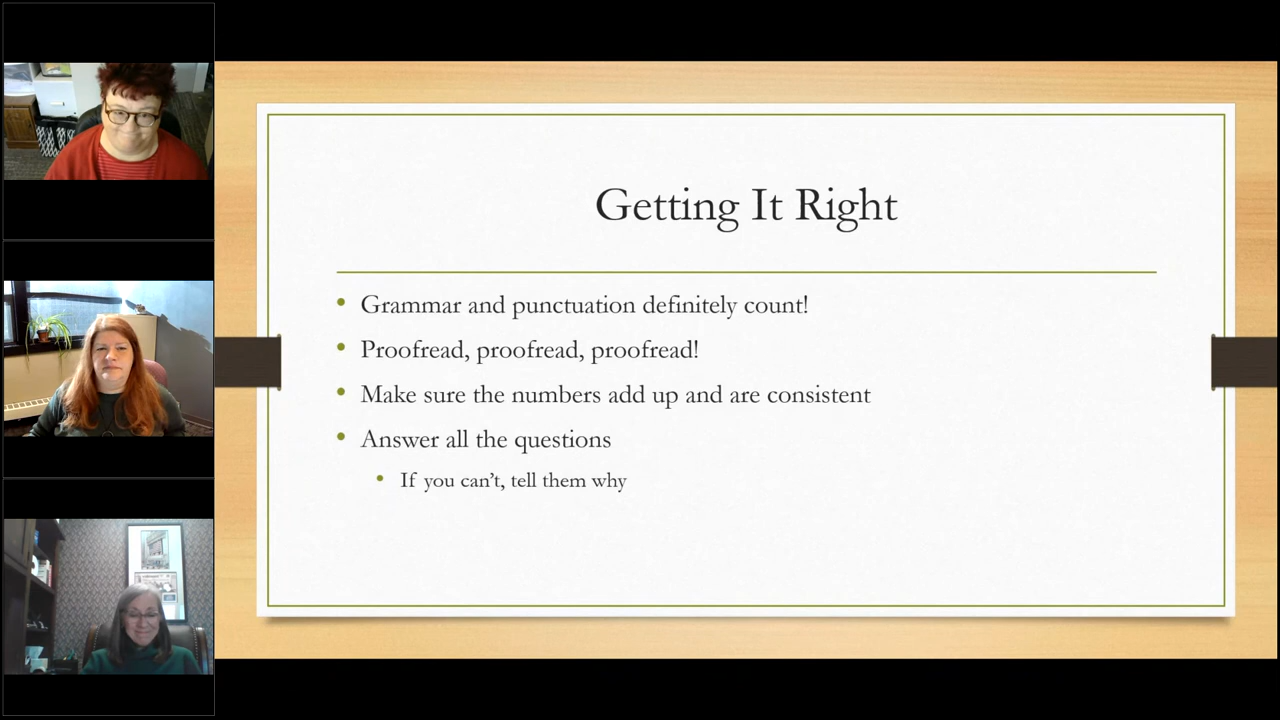 Getting It Right
Grammar and punctuation definitely count!
Proofread, proofread, proofread!
Make sure the numbers add up and are consistent
Answer all the questions
If you can't, tell them why